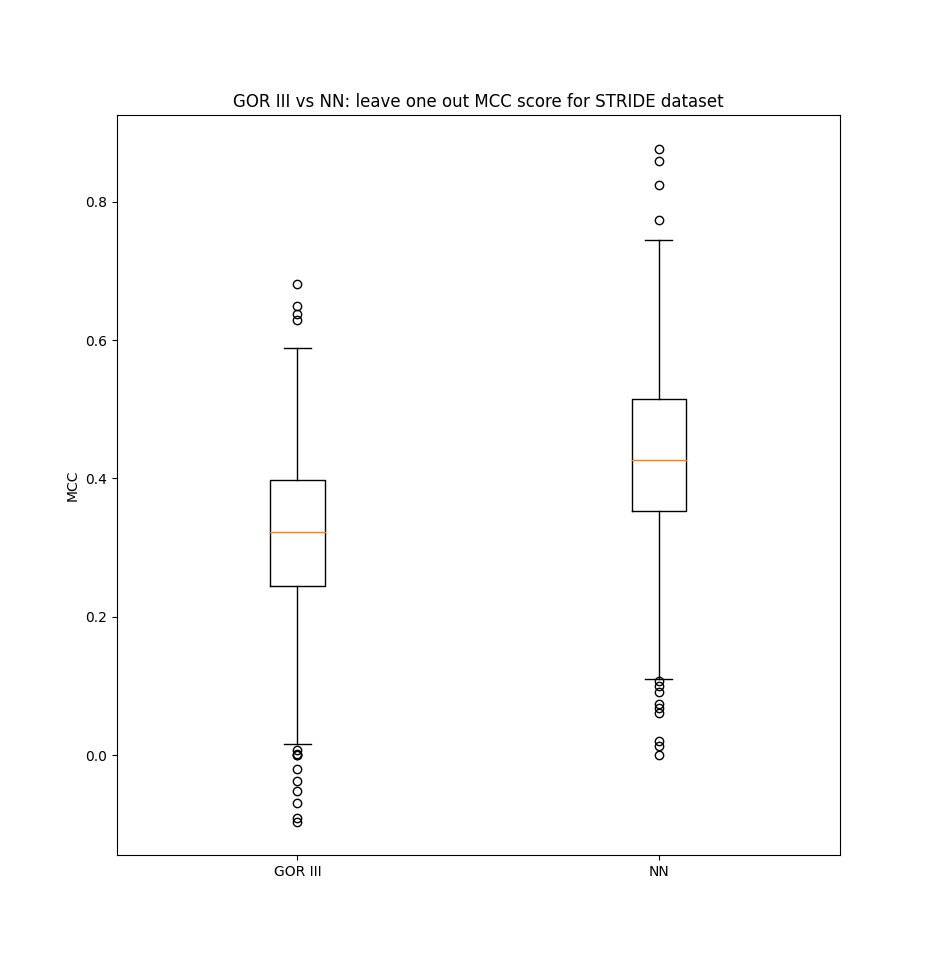 GOR III vs NN: leave one out MCC score for STRIDE dataset
0.8
0.6
0.4
0.2
0.0
MCC
GOR III
NN